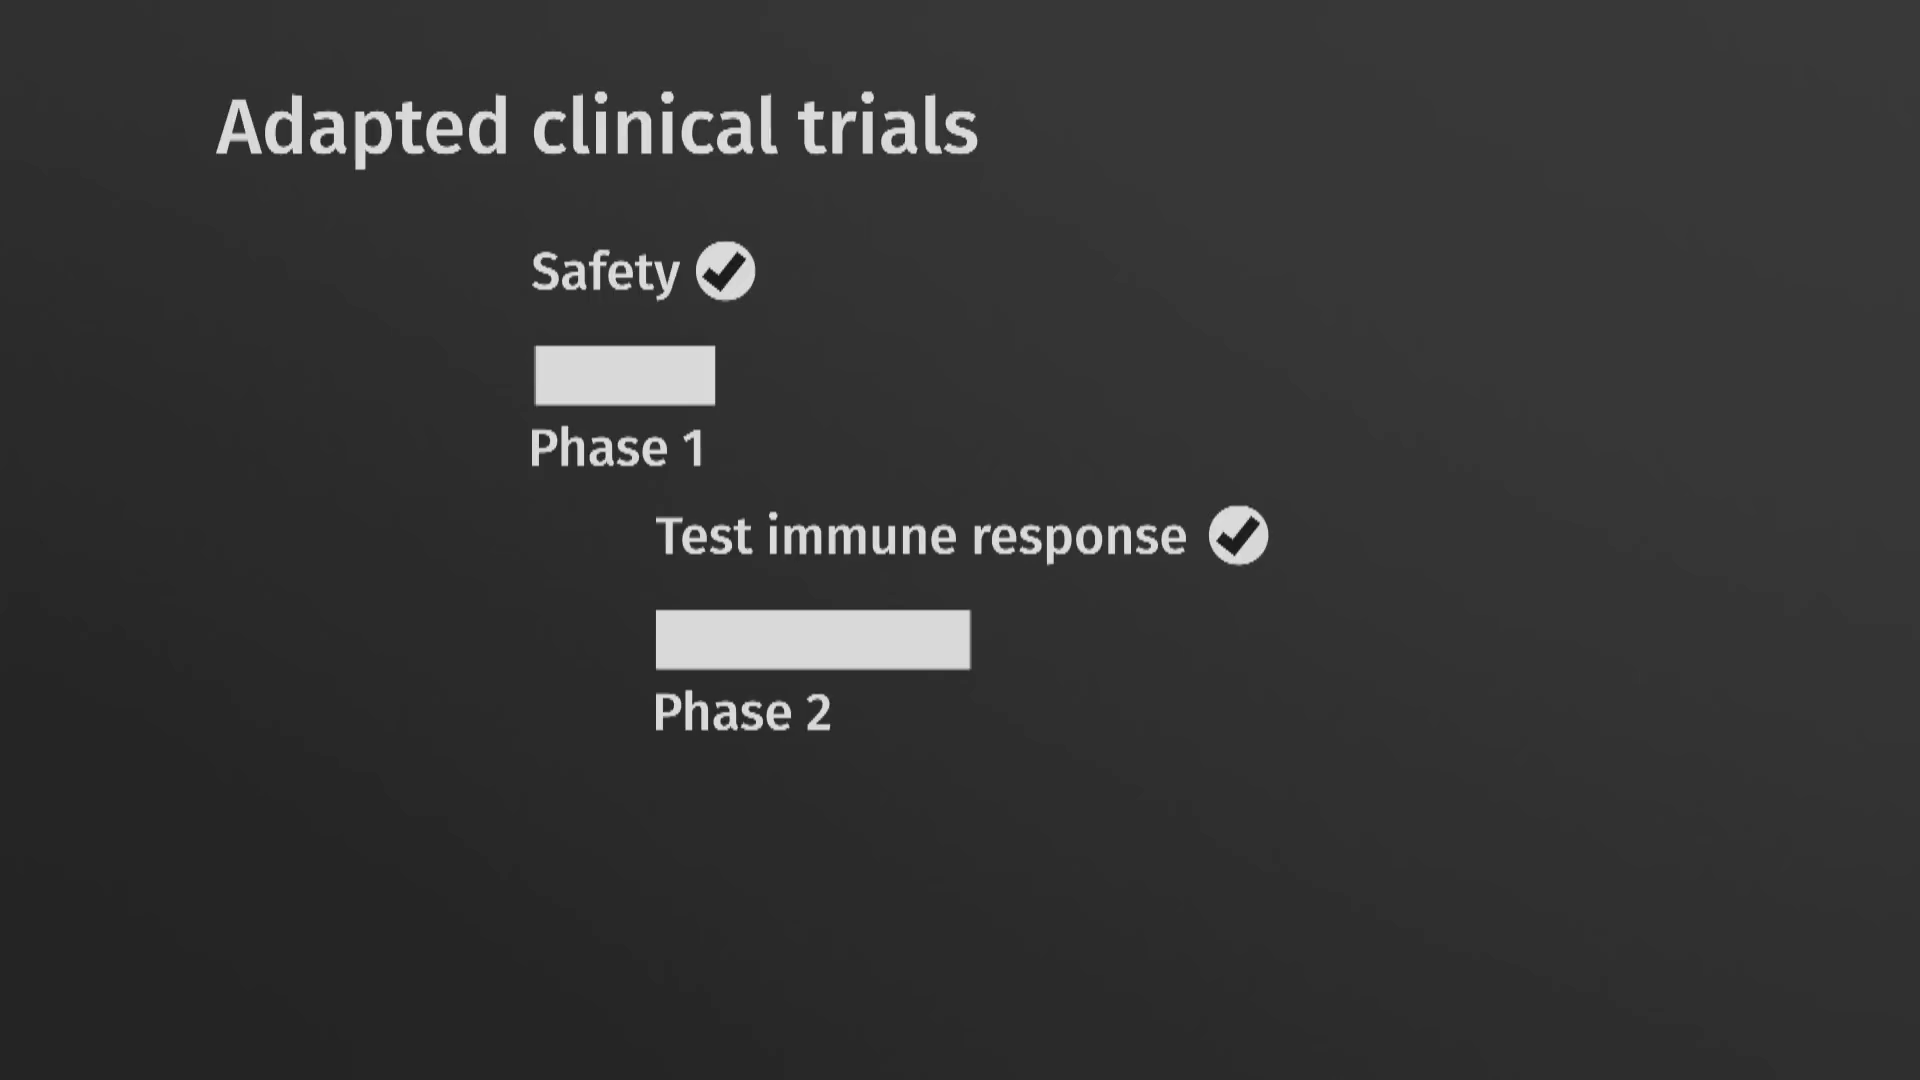 Adapted clinical trials
Safety
Phase 1
Test immune response
Phase 2